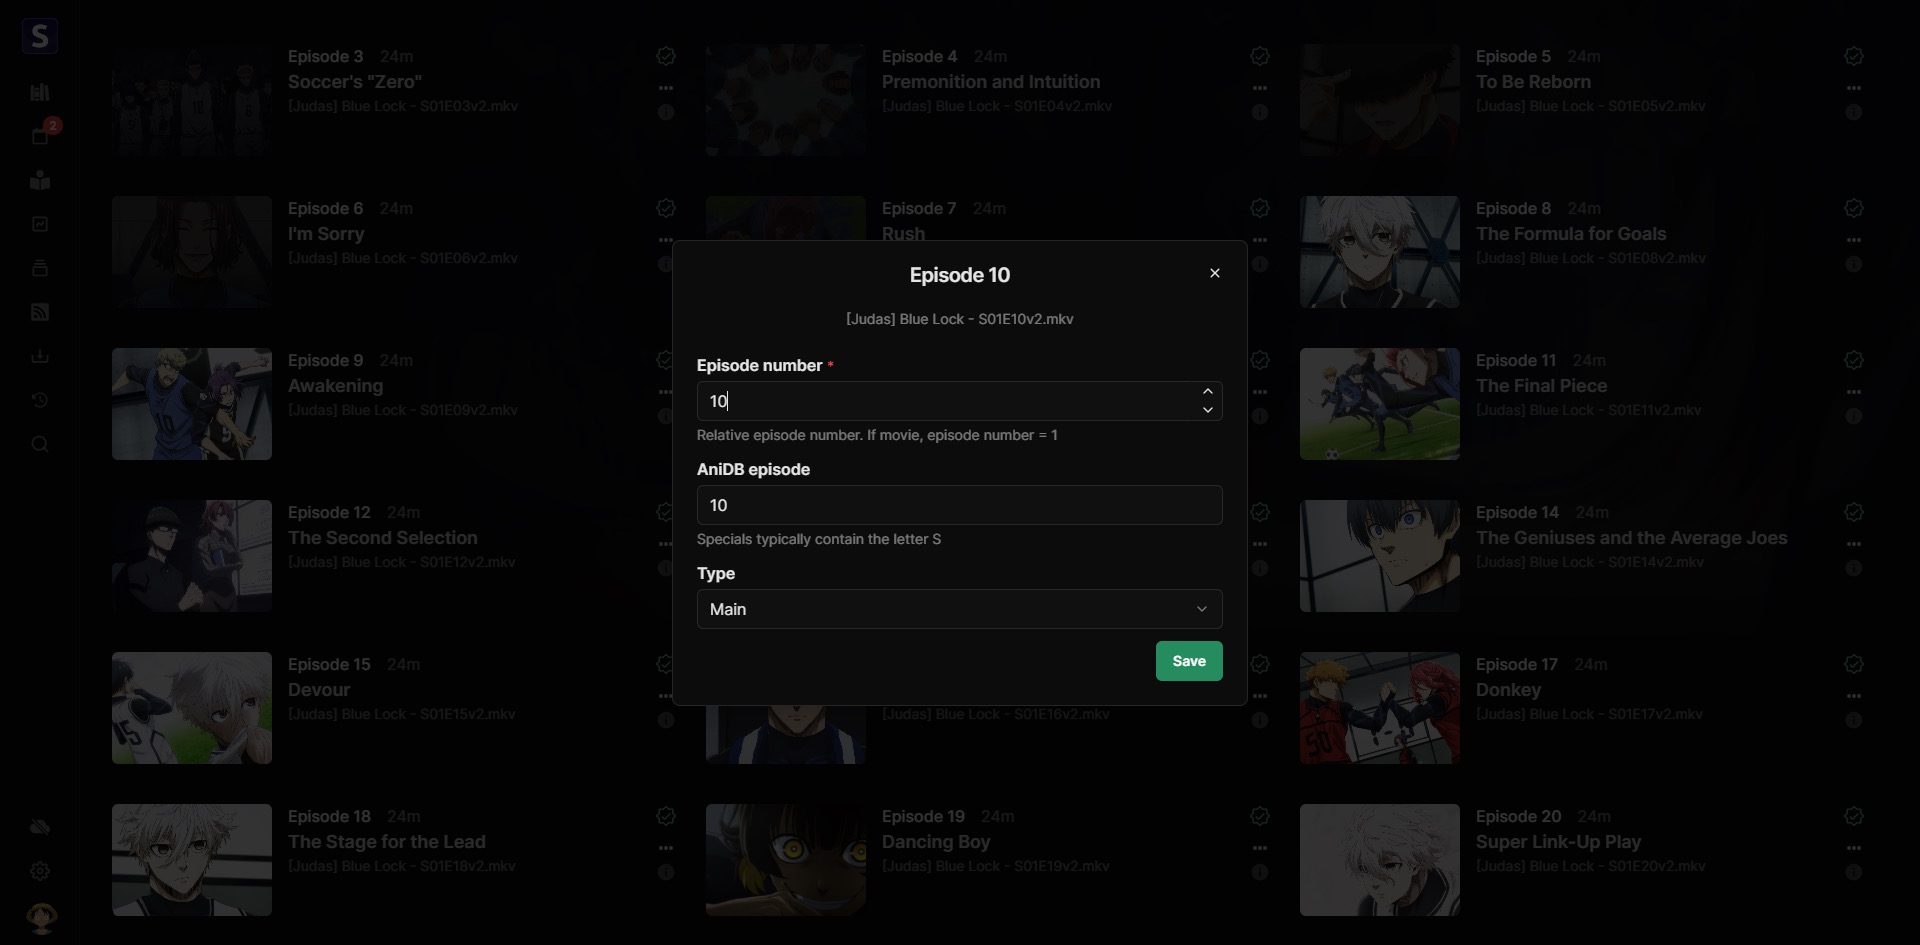 S
2
Episode 3 24m
Soccer's "Zero"
[Judas] Blue Lock - S01E03v2.mkv
Episode 4 24m
Premonition and Intuition
[Judas] Blue Lock - S01E04v2.mkv
Episode 5 24m
To Be Reborn
[Judas] Blue Lock - S01E05v2.mkv
Episode 6 24m
I'm Sorry
[Judas] Blue Lock - S01E06v2.mkv
Episode 7 24m
Rush
Episode 8 24m
The Formula for Goals
[Judas] Blue Lock - S01E08v2.mkv
Episode 10
[Judas] Blue Lock - S01E10v2.mkv
Episode number *
10
Relative episode number. If movie, episode number = 1
AniDB episode
10
Specials typically contain the letter S
Type
Main
Save
Episode 9 24m
Awakening
[Judas] Blue Lock - S01E09v2.mkv
Episode 11 24m
The Final Piece
[Judas] Blue Lock - S01E11v2.mkv
Episode 12 24m
The Second Selection
[Judas] Blue Lock - S01E12v2.mkv
Episode 14 24m
The Geniuses and the Average Joes
[Judas] Blue Lock - S01E14v2.mkv
Episode 15 24m
Devour
[Judas] Blue Lock - S01E15v2.mkv
[Judas] Blue Lock - S01E16v2.mkv
Episode 17 24m
Donkey
[Judas] Blue Lock - S01E17v2.mkv
Episode 18 24m
The Stage for the Lead
[Judas] Blue Lock - S01E18v2.mkv
Episode 19 24m
Dancing Boy
[Judas] Blue Lock - S01E19v2.mkv
Episode 20 24m
Super Link-Up Play
[Judas] Blue Lock - S01E20v2.mkv